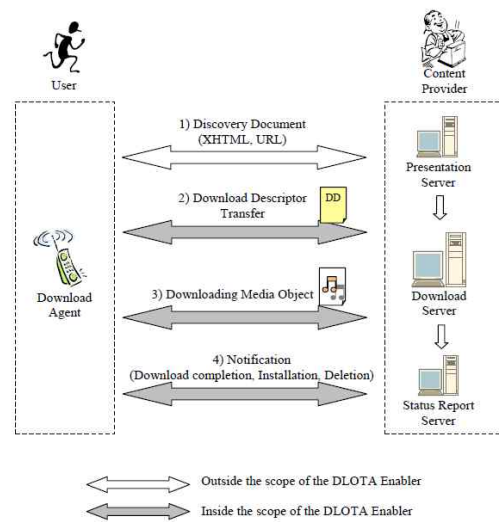 User
Content
Provider
1) Discovery Document
(XHTML, URL)
Presentation
Server
2) Download Descriptor
Transfer
DD
Download
Agent
3) Downloading Media Object
Download
Server
4) Notification
(Download completion, Installation, Deletion)
Status Report
Server
Outside the scope of the DLOTA Enabler
Inside the scope of the DLOTA Enabler